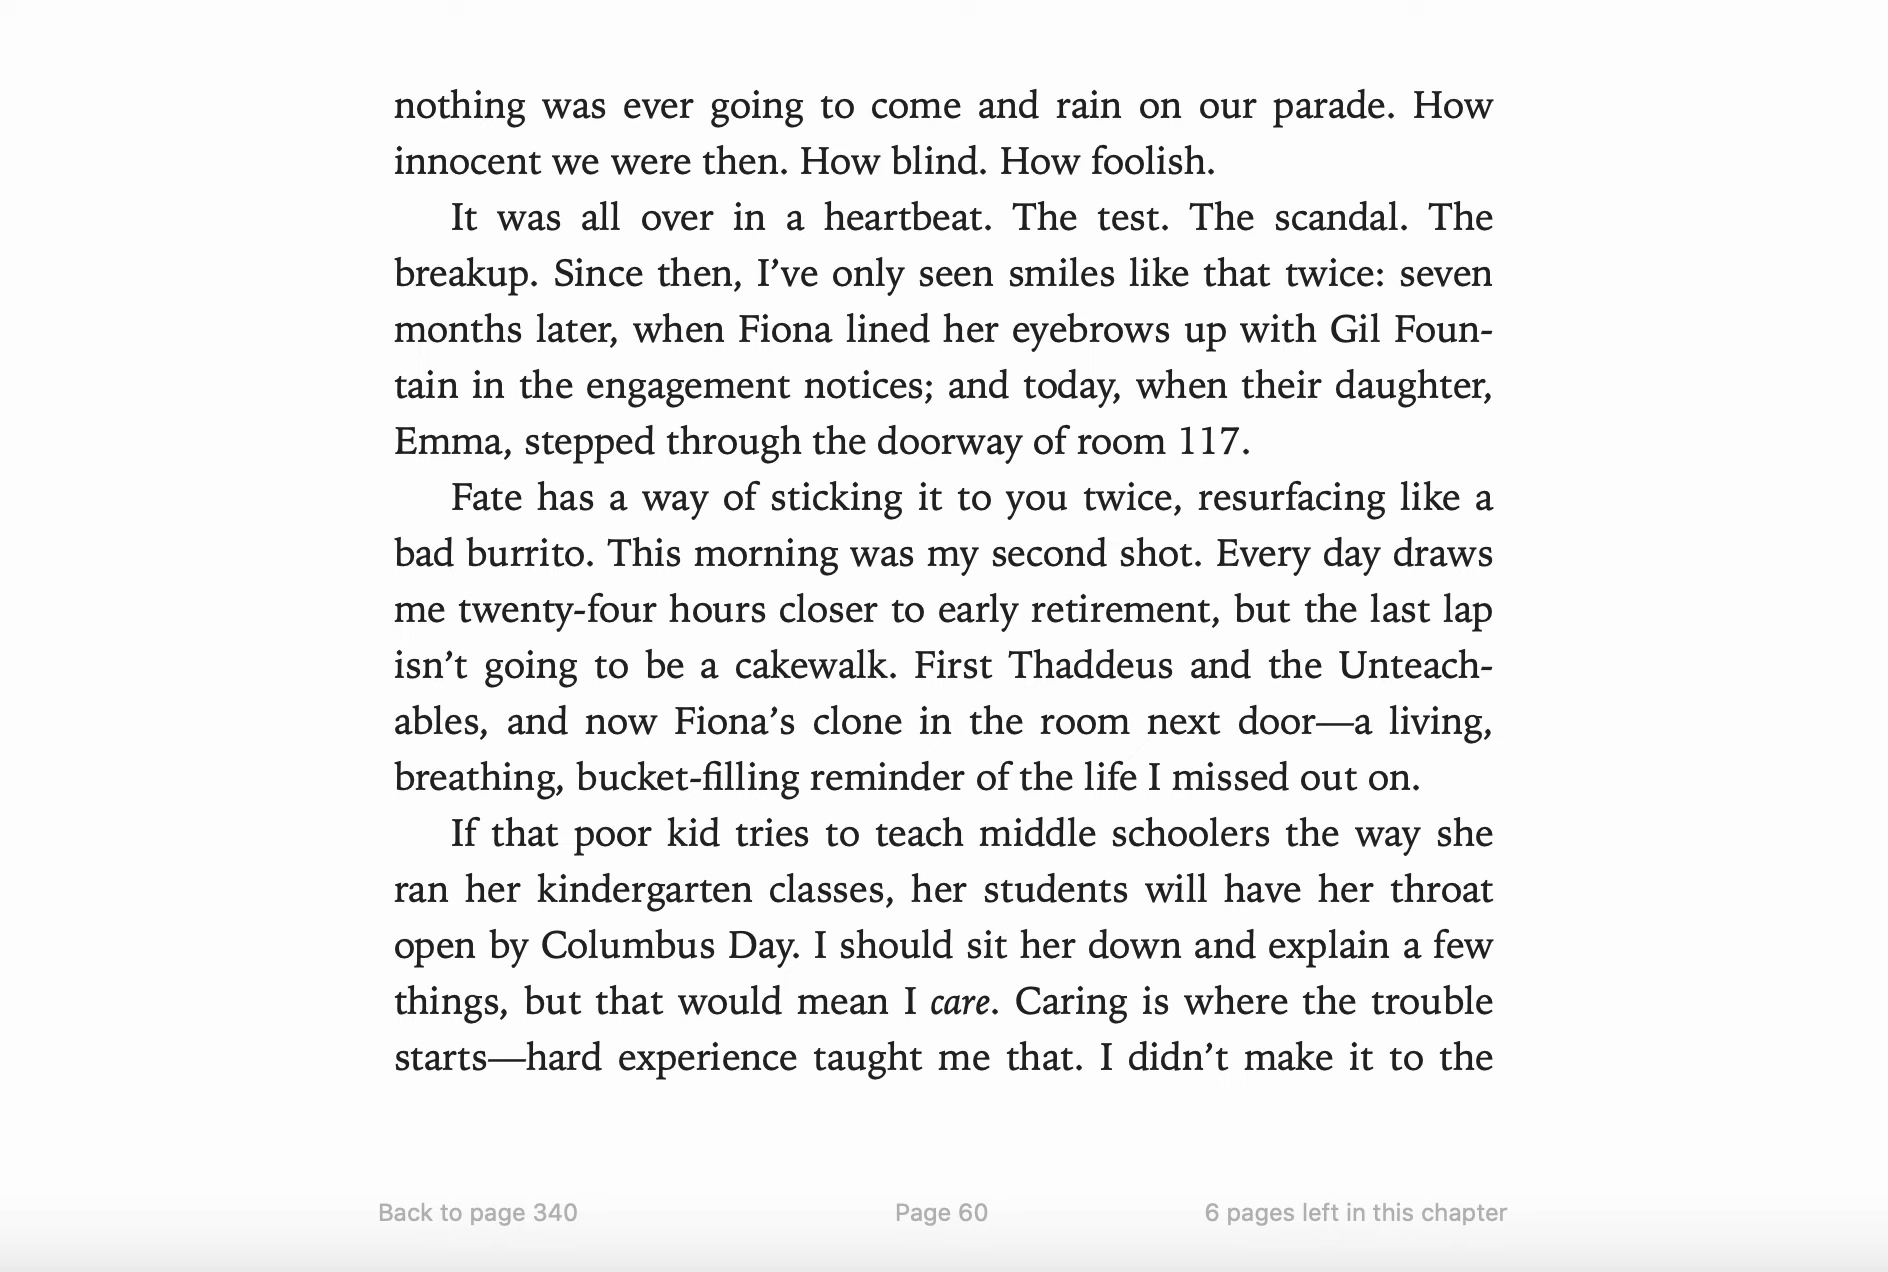 nothing was ever going to come and rain on our parade. How
innocent we were then. How blind. How foolish.
It was all over in a heartbeat. The test. The scandal. The
breakup. Since then, I’ve only seen smiles like that twice: seven
months later, when Fiona lined her eyebrows up with Gil Foun-
tain in the engagement notices; and today, when their daughter,
Emma, stepped through the doorway of room 117.
Fate has a way of sticking it to you twice, resurfacing like a
bad burrito. This morning was my second shot. Every day draws
me twenty-four hours closer to early retirement, but the last lap
isn’t going to be a cakewalk. First Thaddeus and the Unteach-
ables, and now Fiona’s clone in the room next door—a living,
breathing, bucket-filling reminder of the life I missed out on.
If that poor kid tries to teach middle schoolers the way she
ran her kindergarten classes, her students will have her throat
open by Columbus Day. I should sit her down and explain a few
things, but that would mean I care. Caring is where the trouble
starts—hard experience taught me that. I didn’t make it to the
Back to page 340
Page 60
6 pages left in this chapter